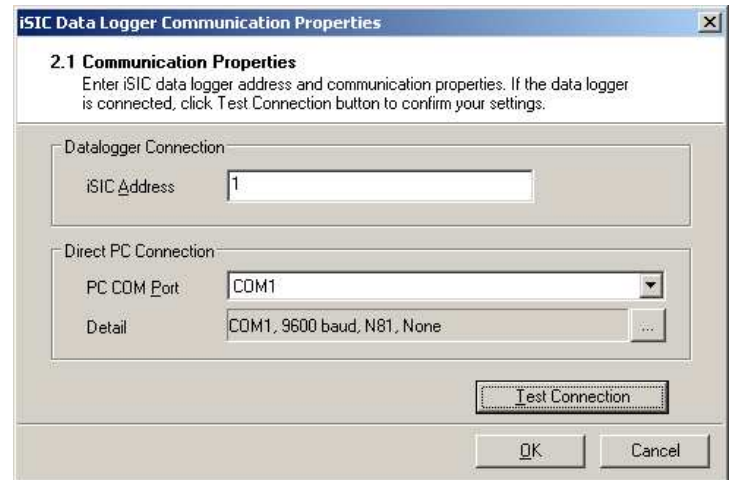 iSIC Data Logger Communication Properties
2.1 Communication Properties
Enter iSIC data logger address and communication properties. If the data logger
is connected, click Test Connection button to confirm your settings.
Datalogger Connection
iSIC Address 1
Direct PC Connection
PC COM Port COM1
Detail COM1, 9600 baud, N81, None ...
Test Connection
OK Cancel